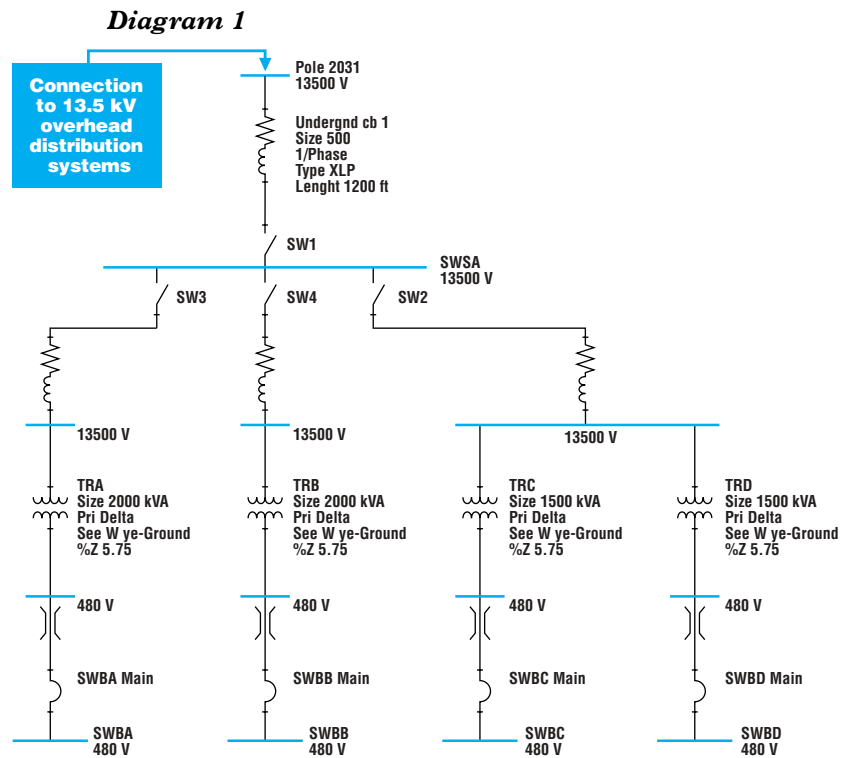 Diagram 1
Connection
to 13.5 kV
overhead
distribution
systems
Pole 2031
13500 V
Undergnd cb 1
Size 500
1/Phase
Type XLP
Lenght 1200 ft
SW1
SWSA
13500 V
SW3
SW4
SW2
13500 V
13500 V
13500 V
TRA
Size 2000 kVA
Pri Delta
See W ye-Ground
%Z 5.75
TRB
Size 2000 kVA
Pri Delta
See W ye-Ground
%Z 5.75
TRC
Size 1500 kVA
Pri Delta
See W ye-Ground
%Z 5.75
TRD
Size 1500 kVA
Pri Delta
See W ye-Ground
%Z 5.75
480 V
480 V
480 V
480 V
SWBA Main
SWBB Main
SWBC Main
SWBD Main
SWBA
480 V
SWBB
480 V
SWBC
480 V
SWBD
480 V